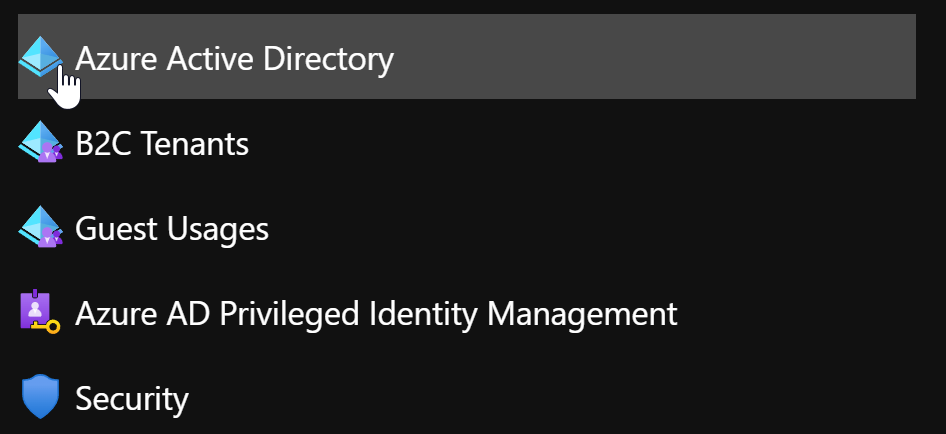 Azure Active Directory
B2C Tenants
Guest Usages
Azure AD Privileged Identity Management
Security